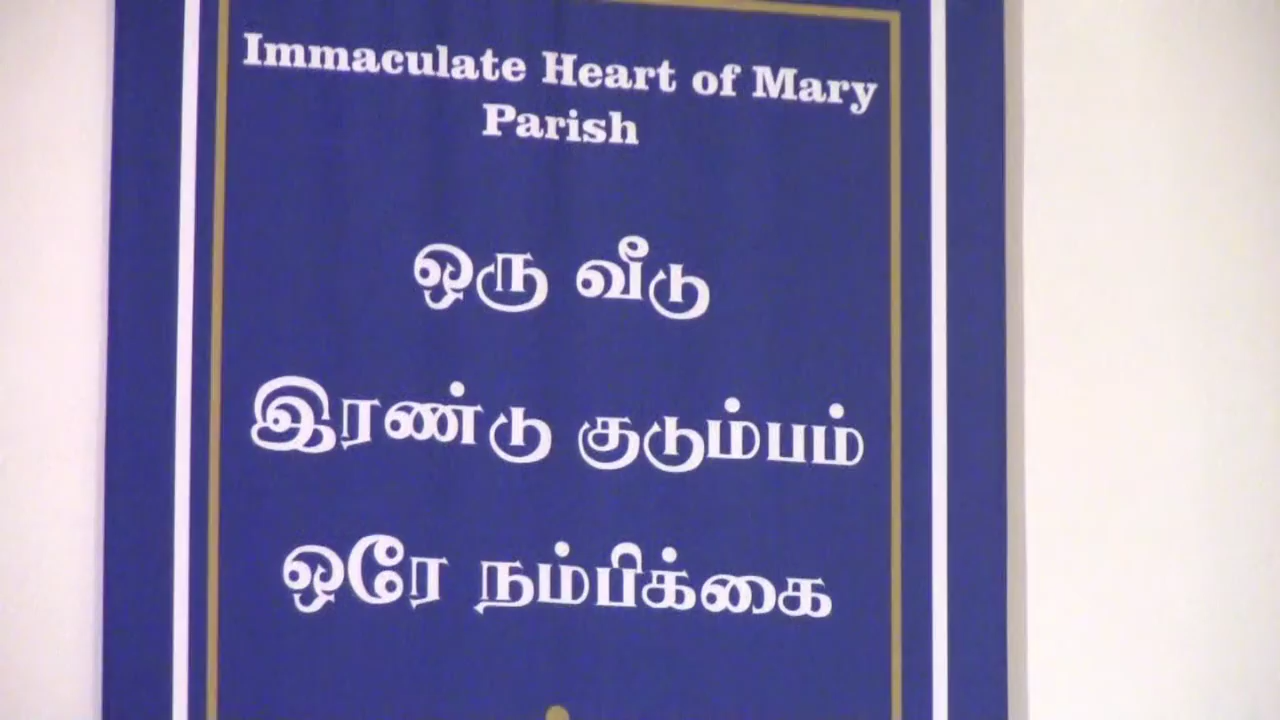 Immaculate Heart of Mary
Parish
ஒரு வீடு
இரண்டு குடும்பம்
ஒரே நம்பிக்கை